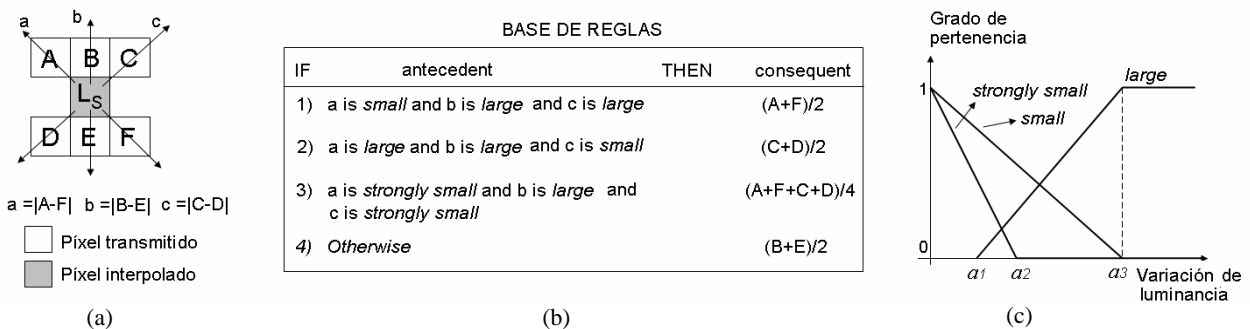 a
b
c
A B C
LS
D E F
a =|A-F| b =|B-E| c =|C-D|
Píxel transmitido
Píxel interpolado
(a)
BASE DE REGLAS
IF antecedent THEN consequent
1) a is small and b is large and c is large (A+F)/2
2) a is large and b is large and c is small (C+D)/2
3) a is strongly small and b is large and (A+F+C+D)/4
c is strongly small
4) Otherwise (B+E)/2
(b)
Grado de
pertenencia
large
1
strongly small
small
0
a1 a2 a3 Variación de
luminancia
(c)